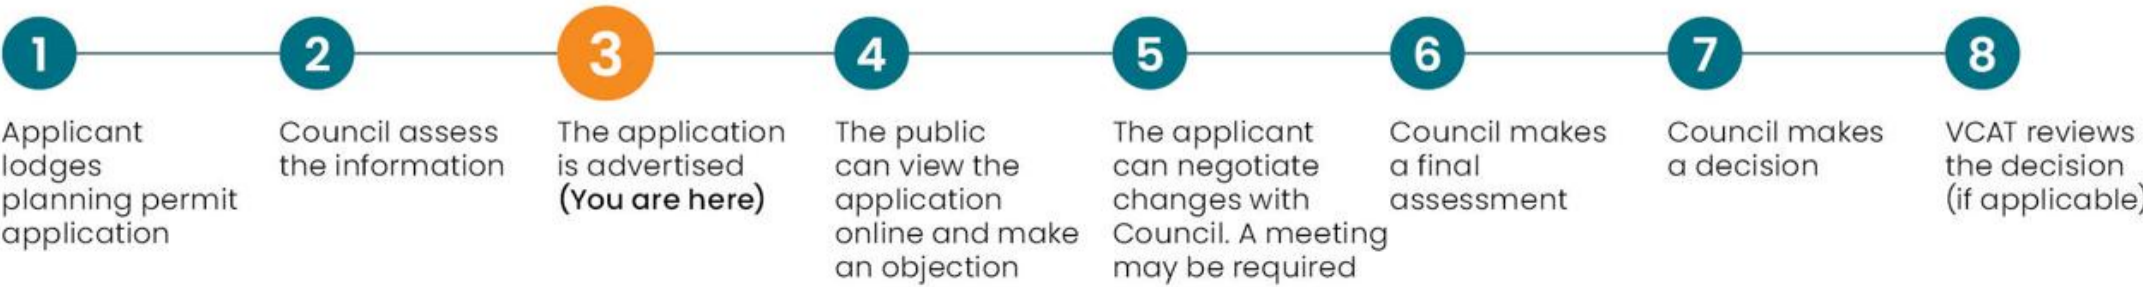 1
Applicant
lodges
planning permit
application
2
Council assess
the information
3
The application
is advertised
(You are here)
4
The public
can view the
application
online and make
an objection
5
The applicant
can negotiate
changes with
Council. A meeting
may be required
6
Council makes
a final
assessment
7
Council makes
a decision
8
VCAT reviews
the decision
(if applicable)